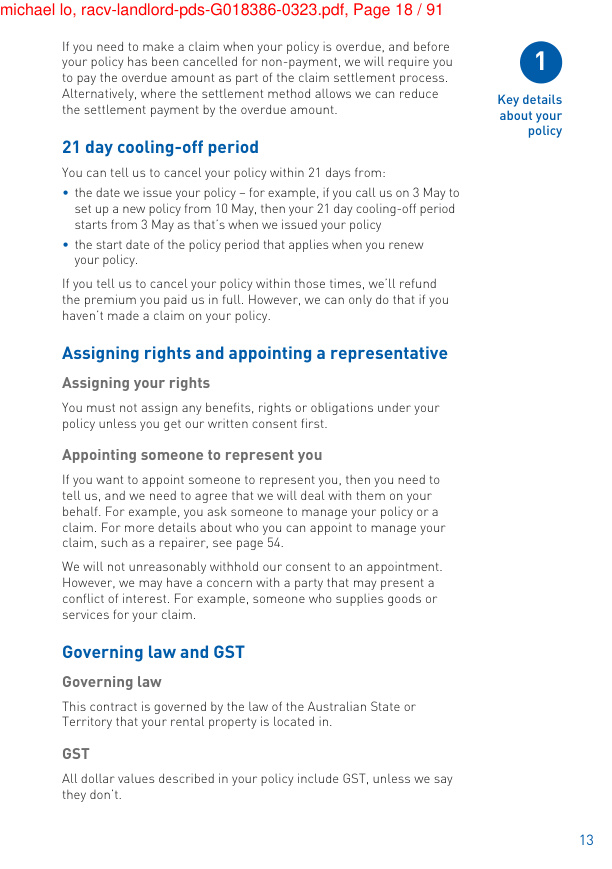 michael lo, racv-landlord-pds-G018386-0323.pdf, Page 18 / 91
If you need to make a claim when your policy is overdue, and before
your policy has been cancelled for non-payment, we will require you
to pay the overdue amount as part of the claim settlement process.
Alternatively, where the settlement method allows we can reduce
the settlement payment by the overdue amount.
1
Key details
about your
policy
21 day cooling-off period
You can tell us to cancel your policy within 21 days from:
• the date we issue your policy – for example, if you call us on 3 May to
set up a new policy from 10 May, then your 21 day cooling-off period
starts from 3 May as that's when we issued your policy
• the start date of the policy period that applies when you renew
your policy.
If you tell us to cancel your policy within those times, we'll refund
the premium you paid us in full. However, we can only do that if you
haven't made a claim on your policy.
Assigning rights and appointing a representative
Assigning your rights
You must not assign any benefits, rights or obligations under your
policy unless you get our written consent first.
Appointing someone to represent you
If you want to appoint someone to represent you, then you need to
tell us, and we need to agree that we will deal with them on your
behalf. For example, you ask someone to manage your policy or a
claim. For more details about who you can appoint to manage your
claim, such as a repairer, see page 54.
We will not unreasonably withhold our consent to an appointment.
However, we may have a concern with a party that may present a
conflict of interest. For example, someone who supplies goods or
services for your claim.
Governing law and GST
Governing law
This contract is governed by the law of the Australian State or
Territory that your rental property is located in.
GST
All dollar values described in your policy include GST, unless we say
they don't.
13